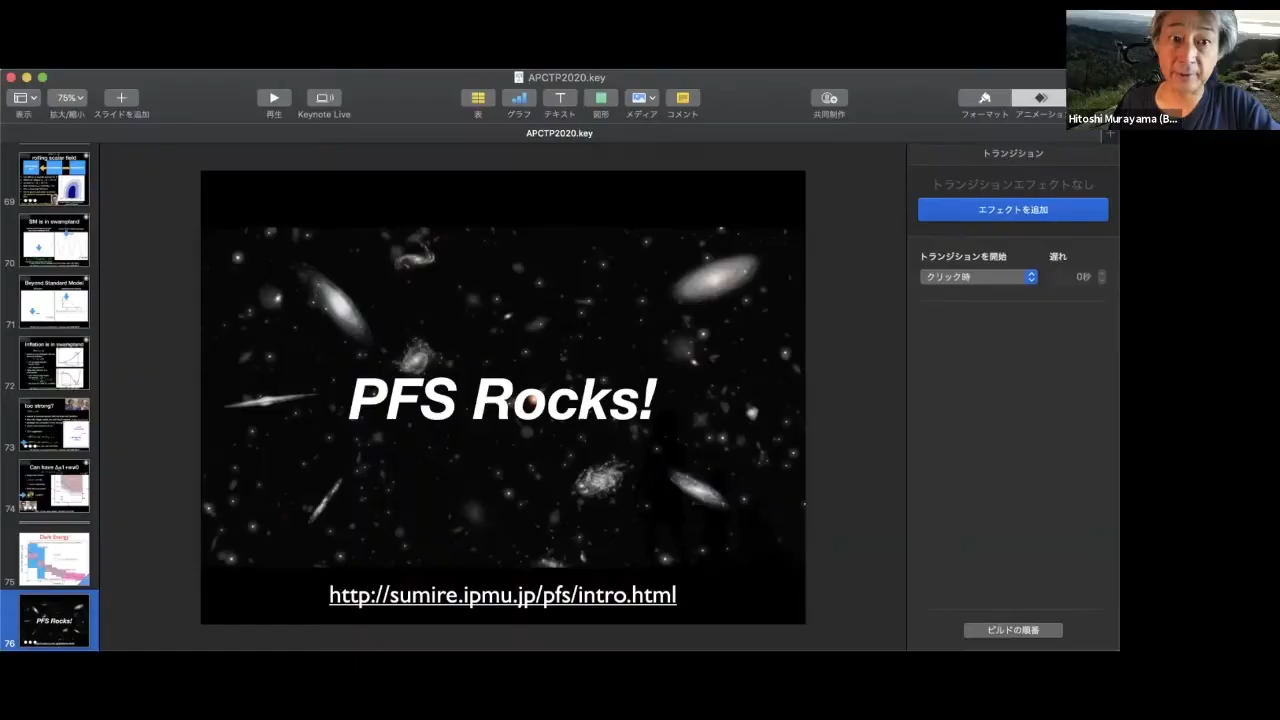 APCTP2020.key
75%
表示
拡大/縮小
スライドを追加
再生
Keynote Live
表
グラフ
テキスト
図形
メディア
コメント
共同制作
フォーマット
アニメーショ
Hitoshi Murayama (B...
APCTP2020.key
トランジション
トランジションエフェクトなし
エフェクトを追加
トランジションを開始
遅れ
クリック時
0秒
ビルドの順番
rolling scalar field
69
SM is in swampland
70
Beyond Standard Model
71
Inflation is in swampland
72
too strong?
73
74
Dark Energy
75
PFS Rocks!
76
PFS Rocks!
http://sumire.ipmu.jp/pfs/intro.html